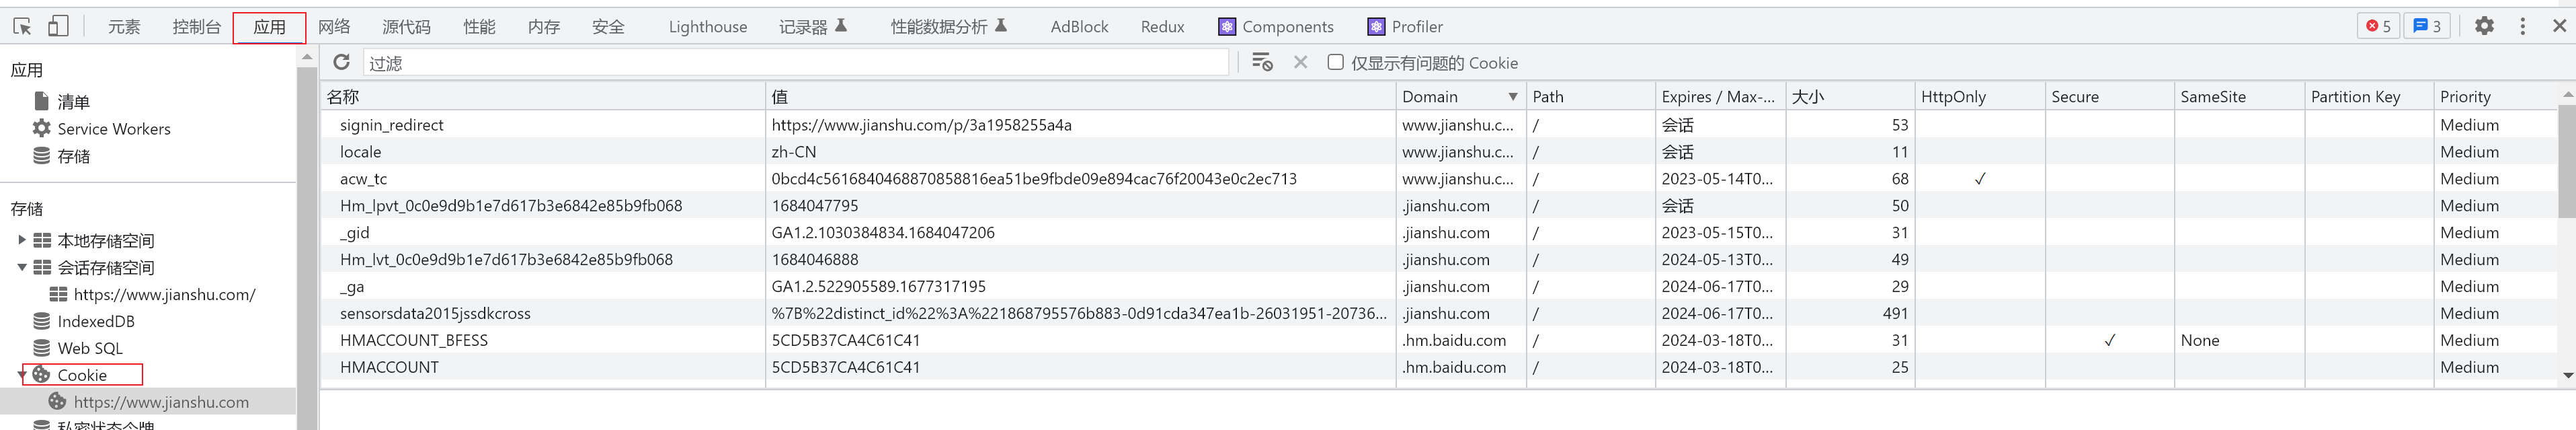 元素 控制台 应用 网络 源代码 性能 内存 安全 Lighthouse 记录器 性能数据分析 AdBlock Redux Components Profiler 5 3
应用
清单
Service Workers
存储
存储
本地存储空间
会话存储空间
https://www.jianshu.com/
IndexedDB
Web SQL
Cookie
https://www.jianshu.com
私密状态令牌
过滤 仅显示有问题的 Cookie
名称 值 Domain Path Expires / Max-... 大小 HttpOnly Secure SameSite Partition Key Priority
signin_redirect https://www.jianshu.com/p/3a1958255a4a www.jianshu.c... / 会话 53 Medium
locale zh-CN www.jianshu.c... / 会话 11 Medium
acw_tc 0bcd4c5616840468870858816ea51be9fbde09e894cac76f20043e0c2ec713 www.jianshu.c... / 2023-05-14T0... 68 ✓ Medium
Hm_lpvt_0c0e9d9b1e7d617b3e6842e85b9fb068 1684047795 .jianshu.com / 会话 50 Medium
_gid GA1.2.1030384834.1684047206 .jianshu.com / 2023-05-15T0... 31 Medium
Hm_lvt_0c0e9d9b1e7d617b3e6842e85b9fb068 1684046888 .jianshu.com / 2024-05-13T0... 49 Medium
_ga GA1.2.522905589.1677317195 .jianshu.com / 2024-06-17T0... 29 Medium
sensorsdata2015jssdkcross %7B%22distinct_id%22%3A%221868795576b883-0d91cda347ea1b-26031951-20736... .jianshu.com / 2024-06-17T0... 491 Medium
HMACCOUNT_BFESS 5CD5B37CA4C61C41 .hm.baidu.com / 2024-03-18T0... 31 ✓ None Medium
HMACCOUNT 5CD5B37CA4C61C41 .hm.baidu.com / 2024-03-18T0... 25 Medium